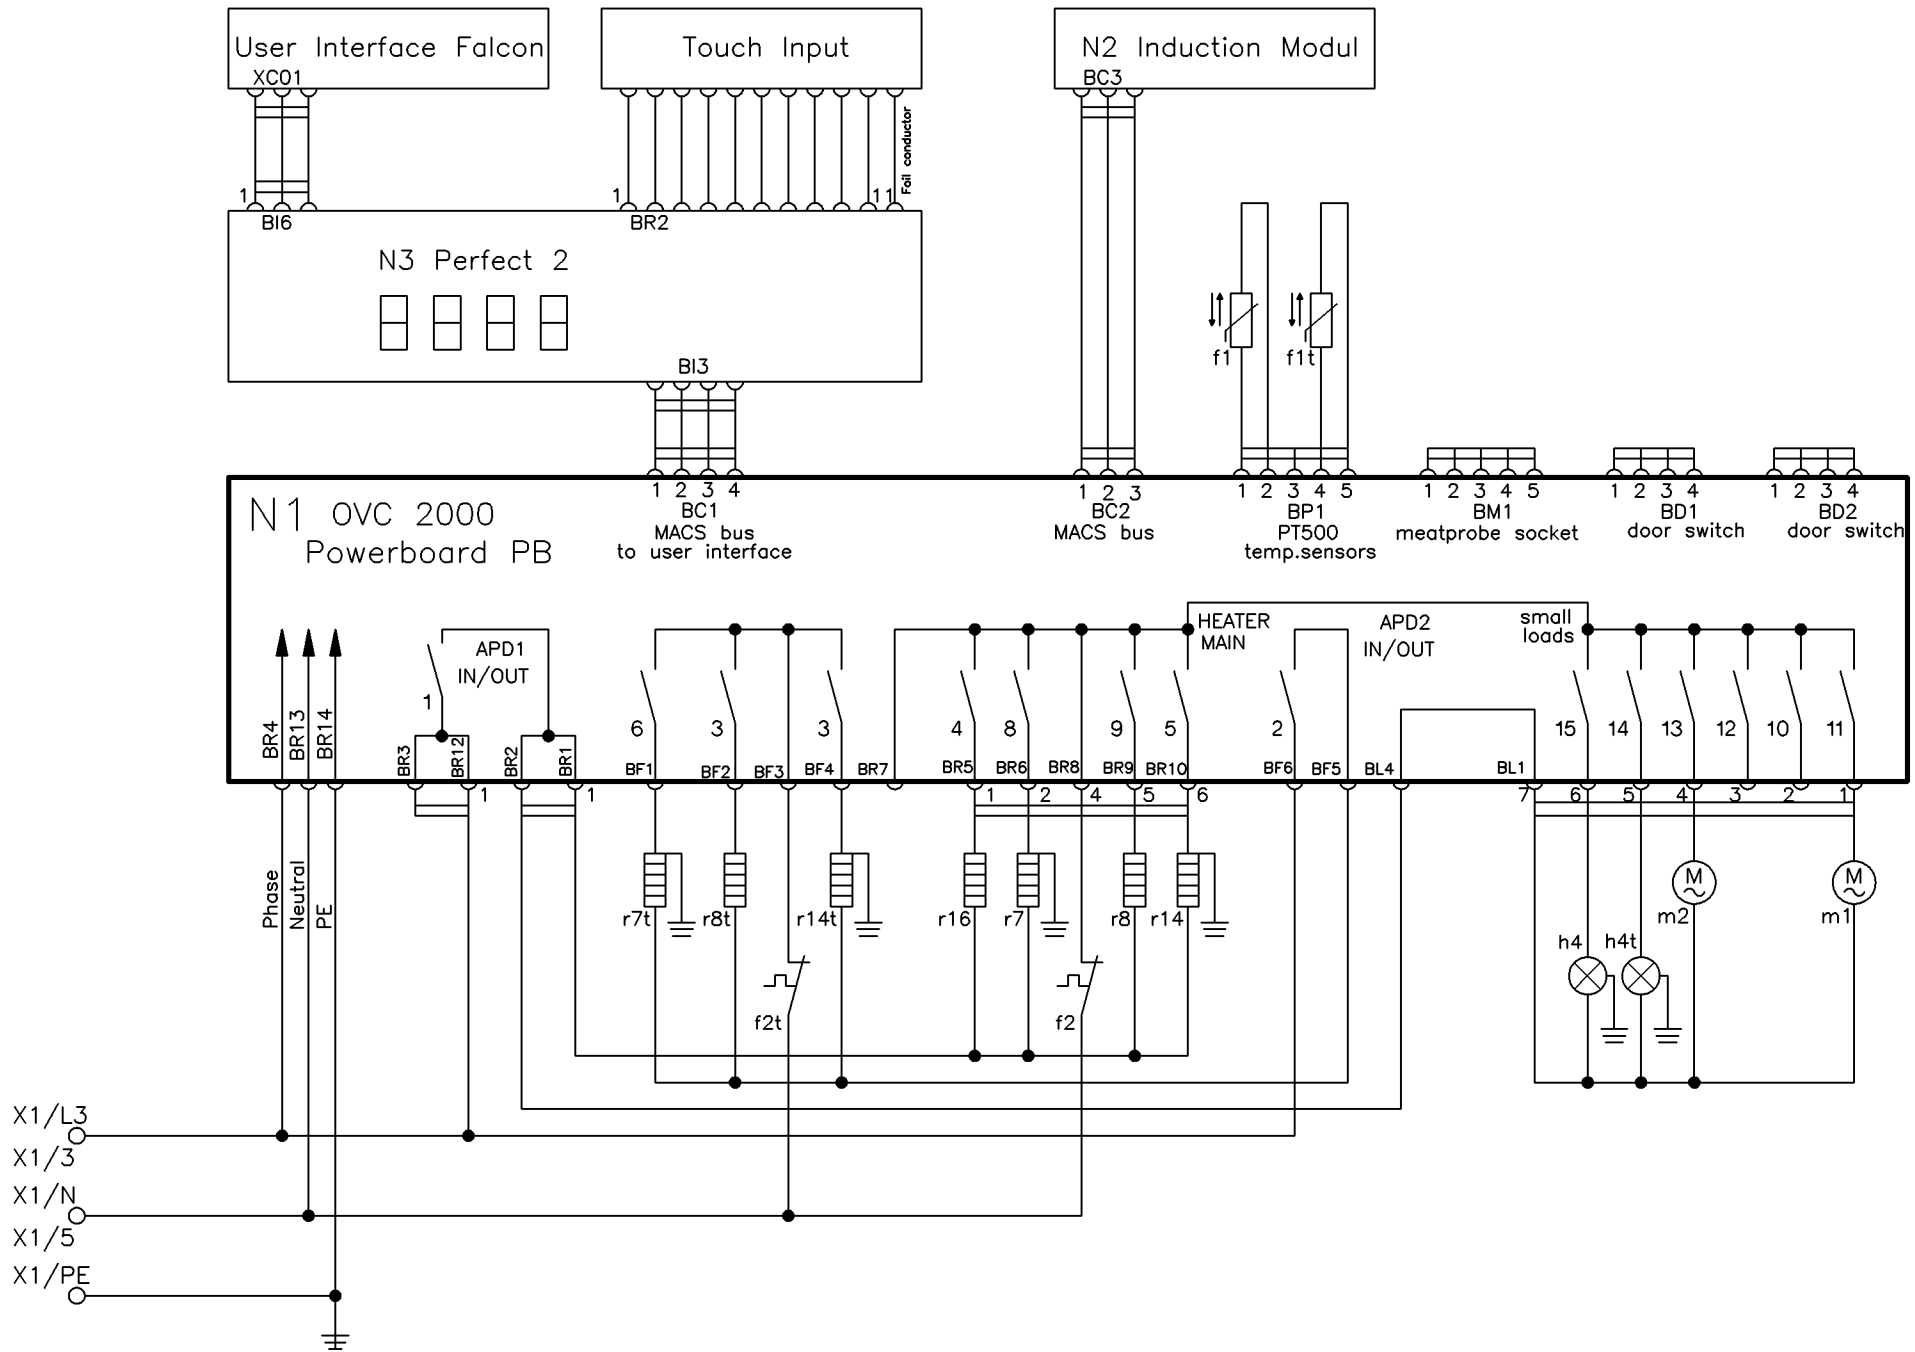 User Interface Falcon
XC01
Touch Input
N2 Induction Modul
BC3
Foil conductor
1
BI6
1
11
BR2
N3 Perfect 2
BI3
f1
f1t
N1 OVC 2000
Powerboard PB
1 2 3 4
BC1
MACS bus
to user interface
1 2 3
BC2
MACS bus
1 2 3 4 5
BP1
PT500
temp.sensors
1 2 3 4 5
BM1
meatprobe socket
1 2 3 4
BD1
door switch
1 2 3 4
BD2
door switch
APD1
IN/OUT
HEATER
MAIN
APD2
IN/OUT
small
loads
1
6
3
3
4
8
9
5
2
15
14
13
12
10
11
BR4
BR13
BR14
BR3
BR12
BR2
BR1
BF1
BF2
BF3
BF4
BR7
BR5
BR6
BR8
BR9
BR10
BF6
BF5
BL4
BL1
1
1
1
2
4
5
6
7
6
5
4
3
2
1
Phase
Neutral
PE
r7t
r8t
r14t
r16
r7
r8
r14
M
m2
M
m1
h4
h4t
f2t
f2
X1/L3
X1/3
X1/N
X1/5
X1/PE